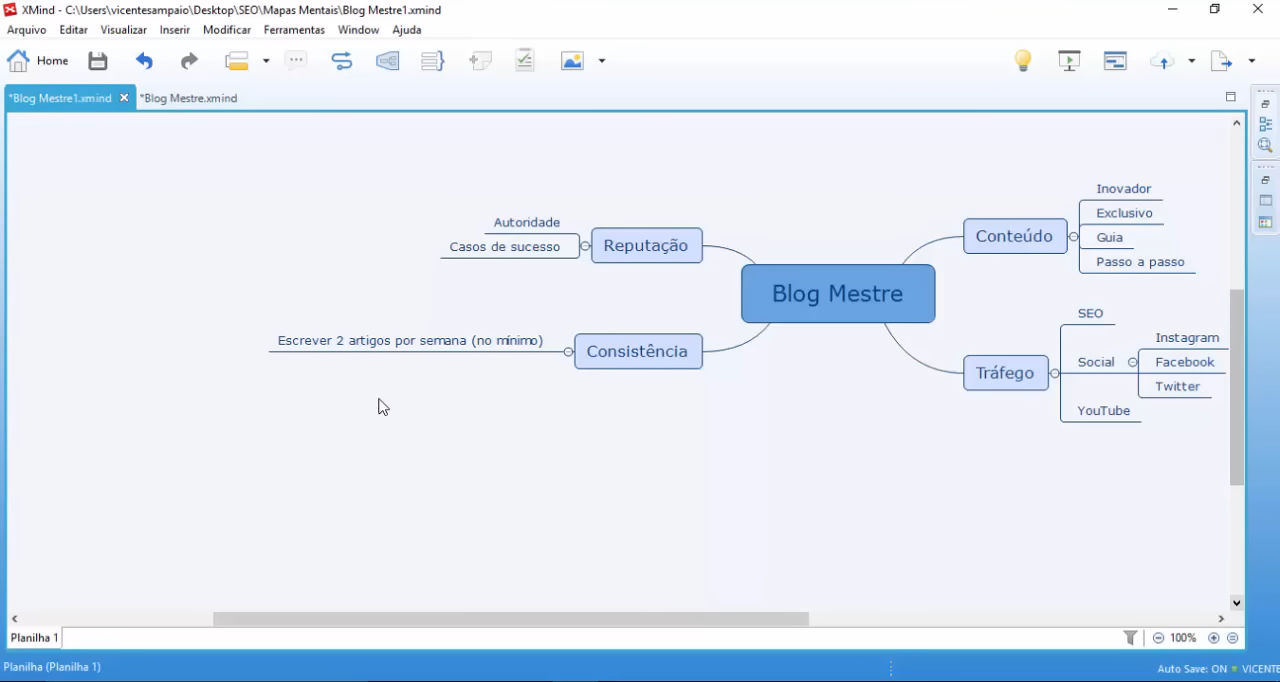 XMind - C:\Users\vicentesampaio\Desktop\SEO\Mapas Mentais\Blog Mestre1.xmind
Arquivo Editar Visualizar Inserir Modificar Ferramentas Window Ajuda
Home
*Blog Mestre1.xmind *Blog Mestre.xmind
Autoridade
Casos de sucesso
Reputação
Escrever 2 artigos por semana (no mínimo)
Consistência
Blog Mestre
Conteúdo
Inovador
Exclusivo
Guia
Passo a passo
Tráfego
SEO
Social
Instagram
Facebook
Twitter
YouTube
Planilha 1
100%
Planilha (Planilha 1)
Auto Save: ON VICENTE